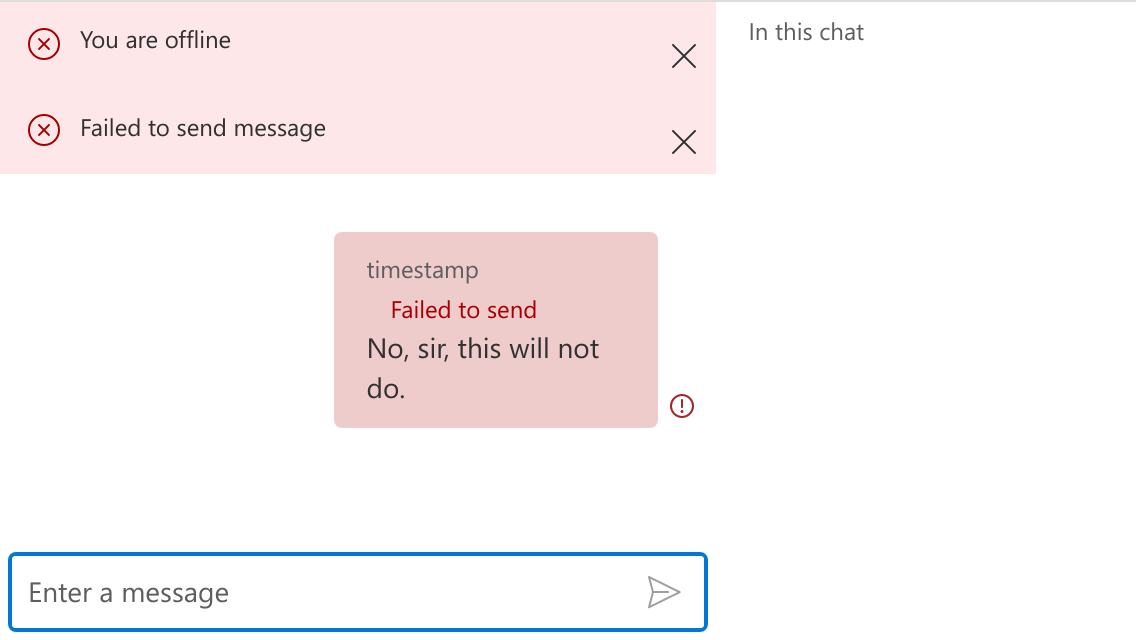 You are offline
In this chat
Failed to send message
timestamp
Failed to send
No, sir, this will not
do.
Enter a message